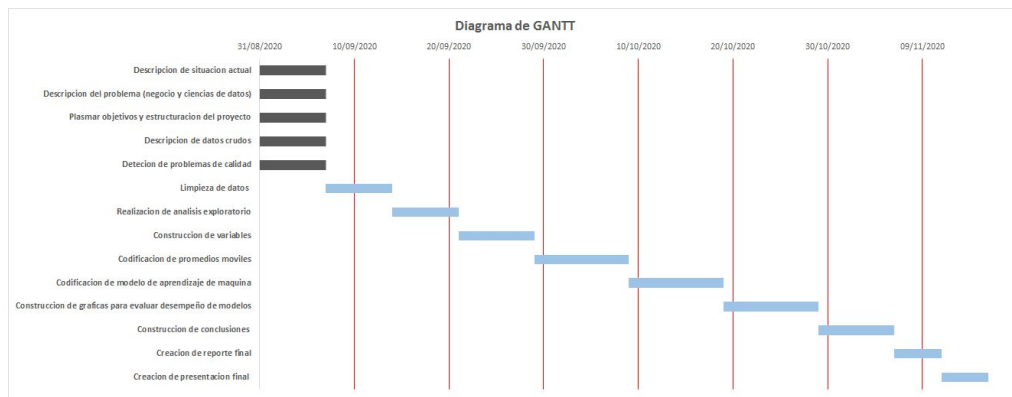 Diagrama de GANTT
31/08/2020 10/09/2020 20/09/2020 30/09/2020 10/10/2020 20/10/2020 30/10/2020 09/11/2020
Descripcion de situacion actual
Descripcion del problema (negocio y ciencias de datos)
Plasmar objetivos y estructuracion del proyecto
Descripcion de datos crudos
Detecion de problemas de calidad
Limpieza de datos
Realizacion de analisis exploratorio
Construccion de variables
Codificacion de promedios moviles
Codificacion de modelo de aprendizaje de maquina
Construccion de graficas para evaluar desempeño de modelos
Construccion de conclusiones
Creacion de reporte final
Creacion de presentacion final